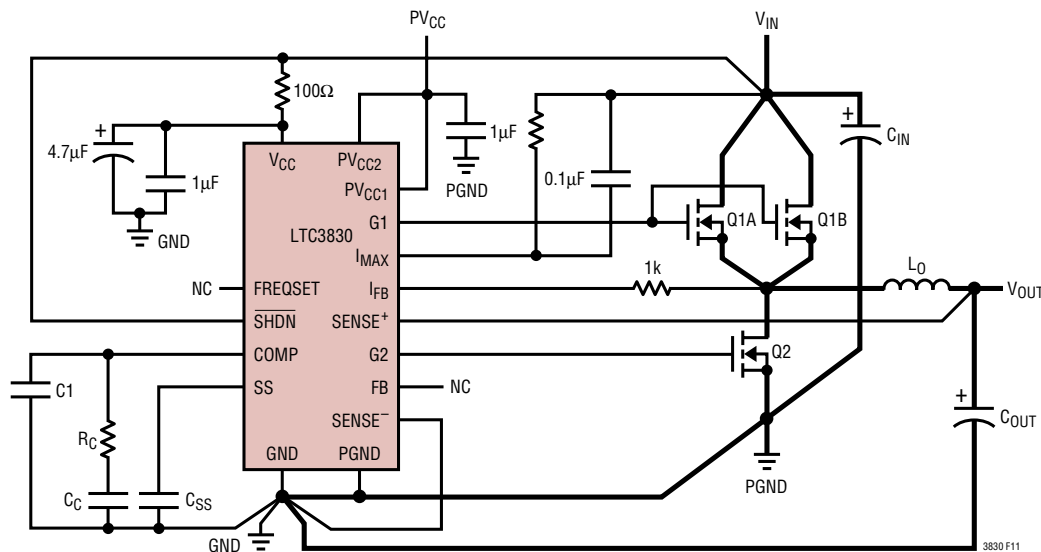 PVCC
VIN
100Ω
+
4.7µF
1µF
GND
VCC
PVCC2
PVCC1
1µF
PGND
0.1µF
+
CIN
G1
LTC3830
IMAX
Q1A
Q1B
NC
FREQSET
IFB
1k
LO
VOUT
SHDN
SENSE+
COMP
G2
Q2
C1
SS
FB
NC
SENSE−
RC
+
COUT
GND
PGND
PGND
CC
CSS
GND
3830 F11